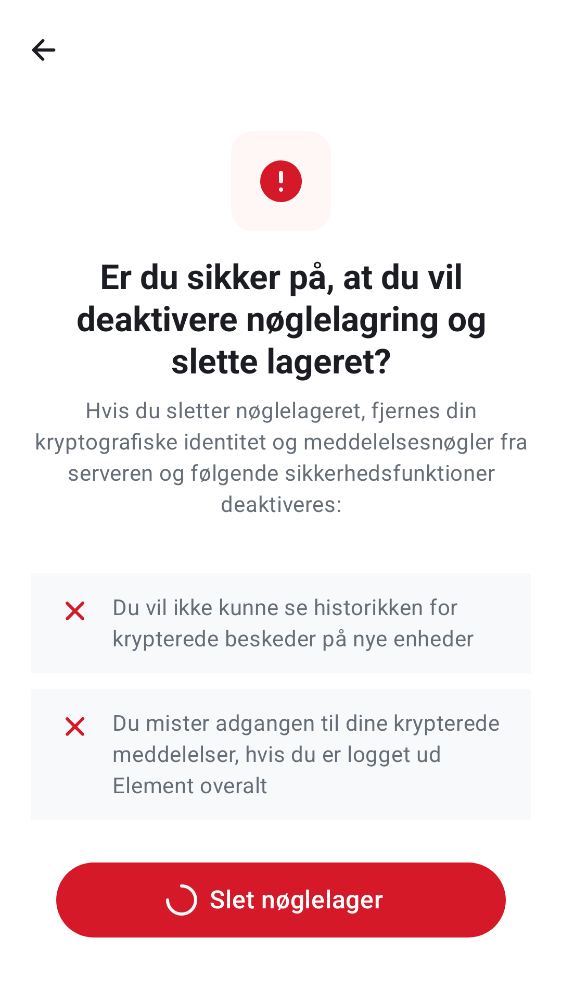 Er du sikker på, at du vil
deaktivere nøglelagring og
slette lageret?
Hvis du sletter nøglelageret, fjernes din
kryptografiske identitet og meddelelsesnøgler fra
serveren og følgende sikkerhedsfunktioner
deaktiveres:
Du vil ikke kunne se historikken for
krypterede beskeder på nye enheder
Du mister adgangen til dine krypterede
meddelelser, hvis du er logget ud
Element overalt
Slet nøglelager